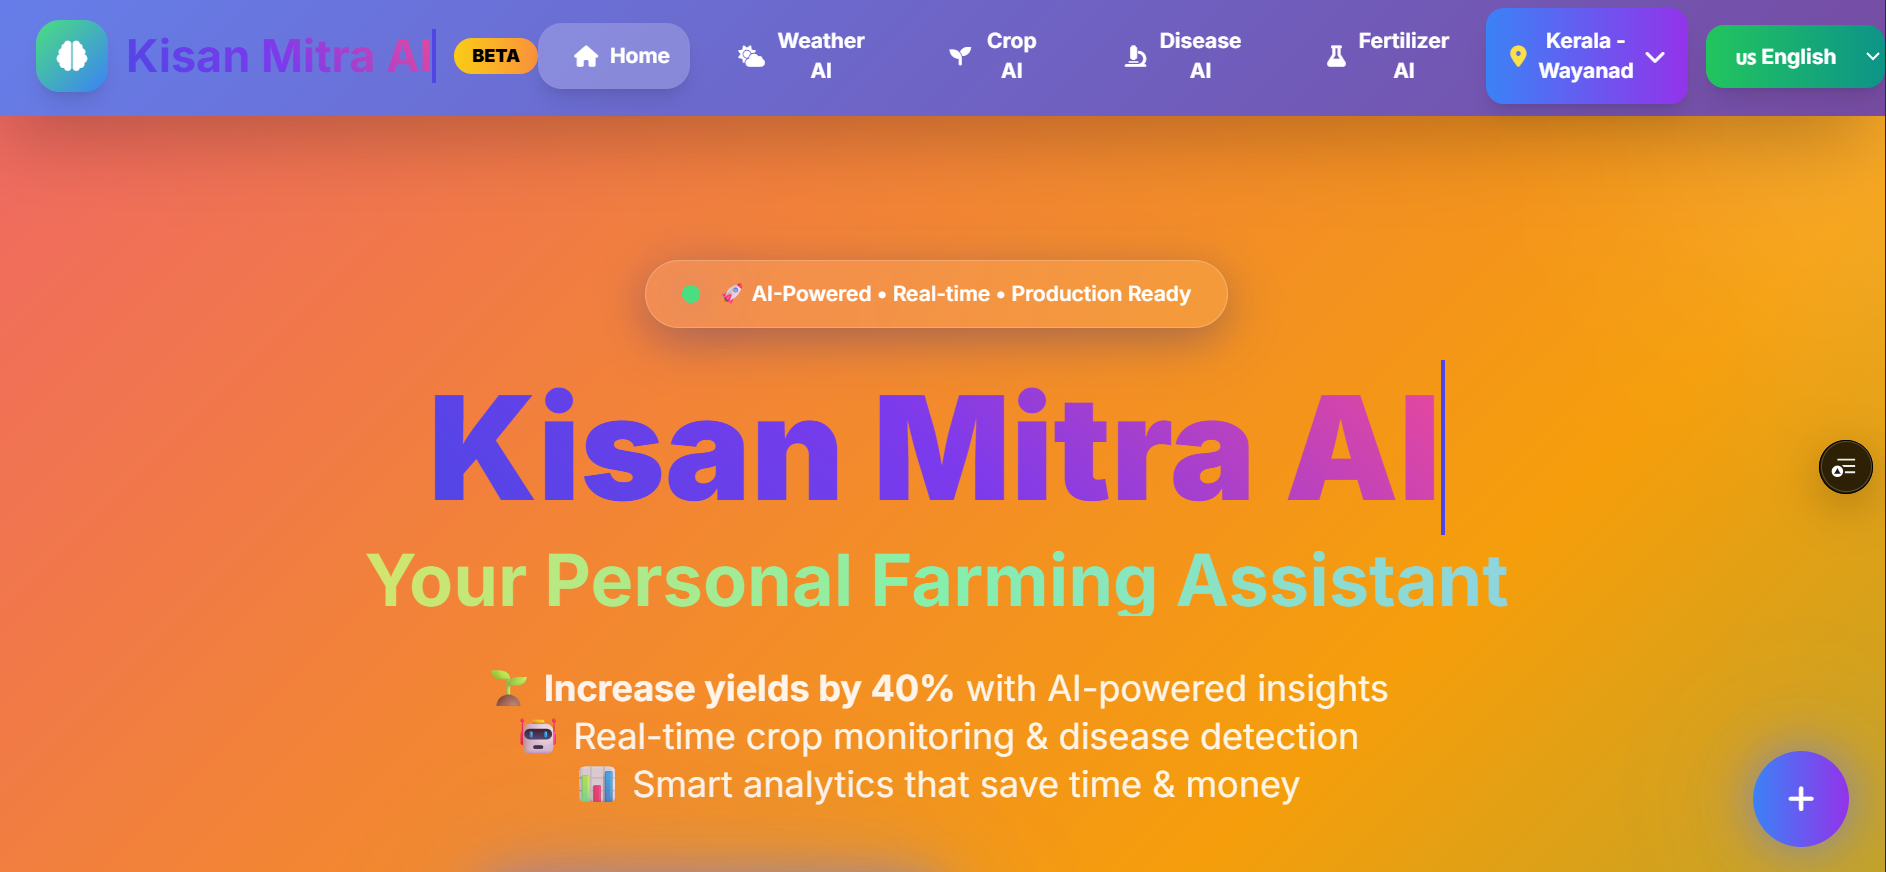 Kisan Mitra AI
BETA
Home
Weather
AI
Crop
AI
Disease
AI
Fertilizer
AI
Kerala -
Wayanad
US English
🚀 AI-Powered • Real-time • Production Ready
Kisan Mitra AI
Your Personal Farming Assistant
🌱 Increase yields by 40% with AI-powered insights
🤖 Real-time crop monitoring & disease detection
📊 Smart analytics that save time & money